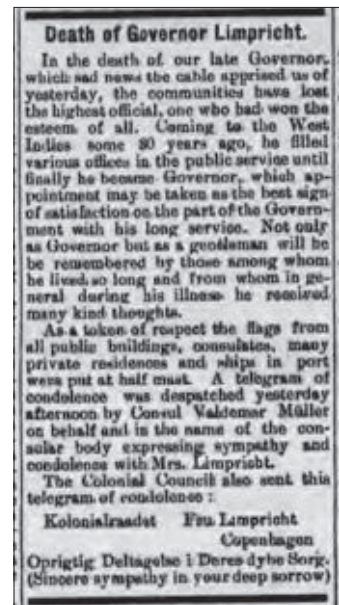 Death of Governor Limpricht.
In the death of our late Governor,
which sad news the cable apprised us of
yesterday, the communities have lost
the highest official, one who had won the
esteem of all. Coming to the West
Indies some 30 years ago, he filled
various offices in the public service until
finally he became Governor, which ap-
pointment may be taken as the best sign
of satisfaction on the part of the Govern-
ment with his long service. Not only
as Governor but as a gentleman will he
be remembered by those among whom
he lived so long and from whom in ge-
neral during his illness he received
many kind thoughts.
As a token of respect the flags from
all public buildings, consulates, many
private residences and ships in port
were put at half mast. A telegram of
condolence was despatched yesterday
afternoon by Consul Valdemar Müller
on behalf and in the name of the con-
sular body expressing sympathy and
condolence with Mrs. Limpricht.
The Colonial Council also sent this
telegram of condolence :
Kolonialraadet Fru Limpricht
Copenhagen
Oprigtig Deltagelse i Deres dybe Sorg.
(Sincere sympathy in your deep sorrow)